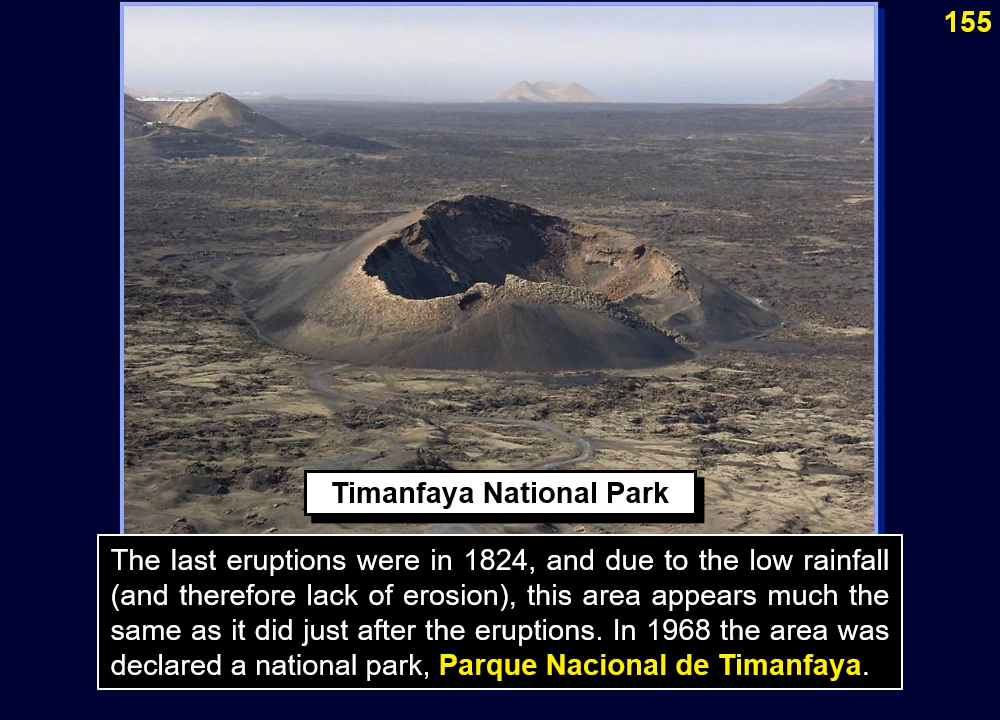 155
Timanfaya National Park
The last eruptions were in 1824, and due to the low rainfall
(and therefore lack of erosion), this area appears much the
same as it did just after the eruptions. In 1968 the area was
declared a national park, Parque Nacional de Timanfaya.